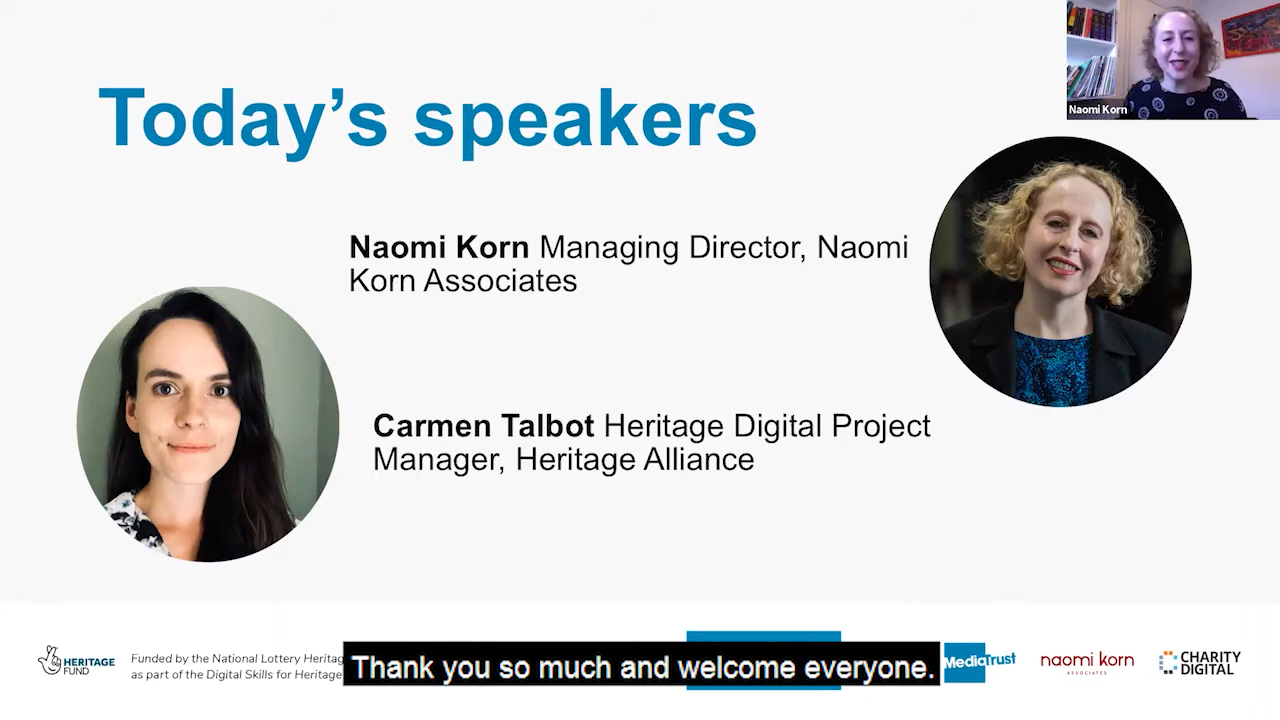 Today's speakers
Naomi Korn
Naomi Korn Managing Director, Naomi
Korn Associates
Carmen Talbot Heritage Digital Project
Manager, Heritage Alliance
HERITAGE
FUND
Funded by the National Lottery Heritag
as part of the Digital Skills for Heritage
Thank you so much and welcome everyone.
MediaTrust
naomi korn
ASSOCIATES
CHARITY
DIGITAL